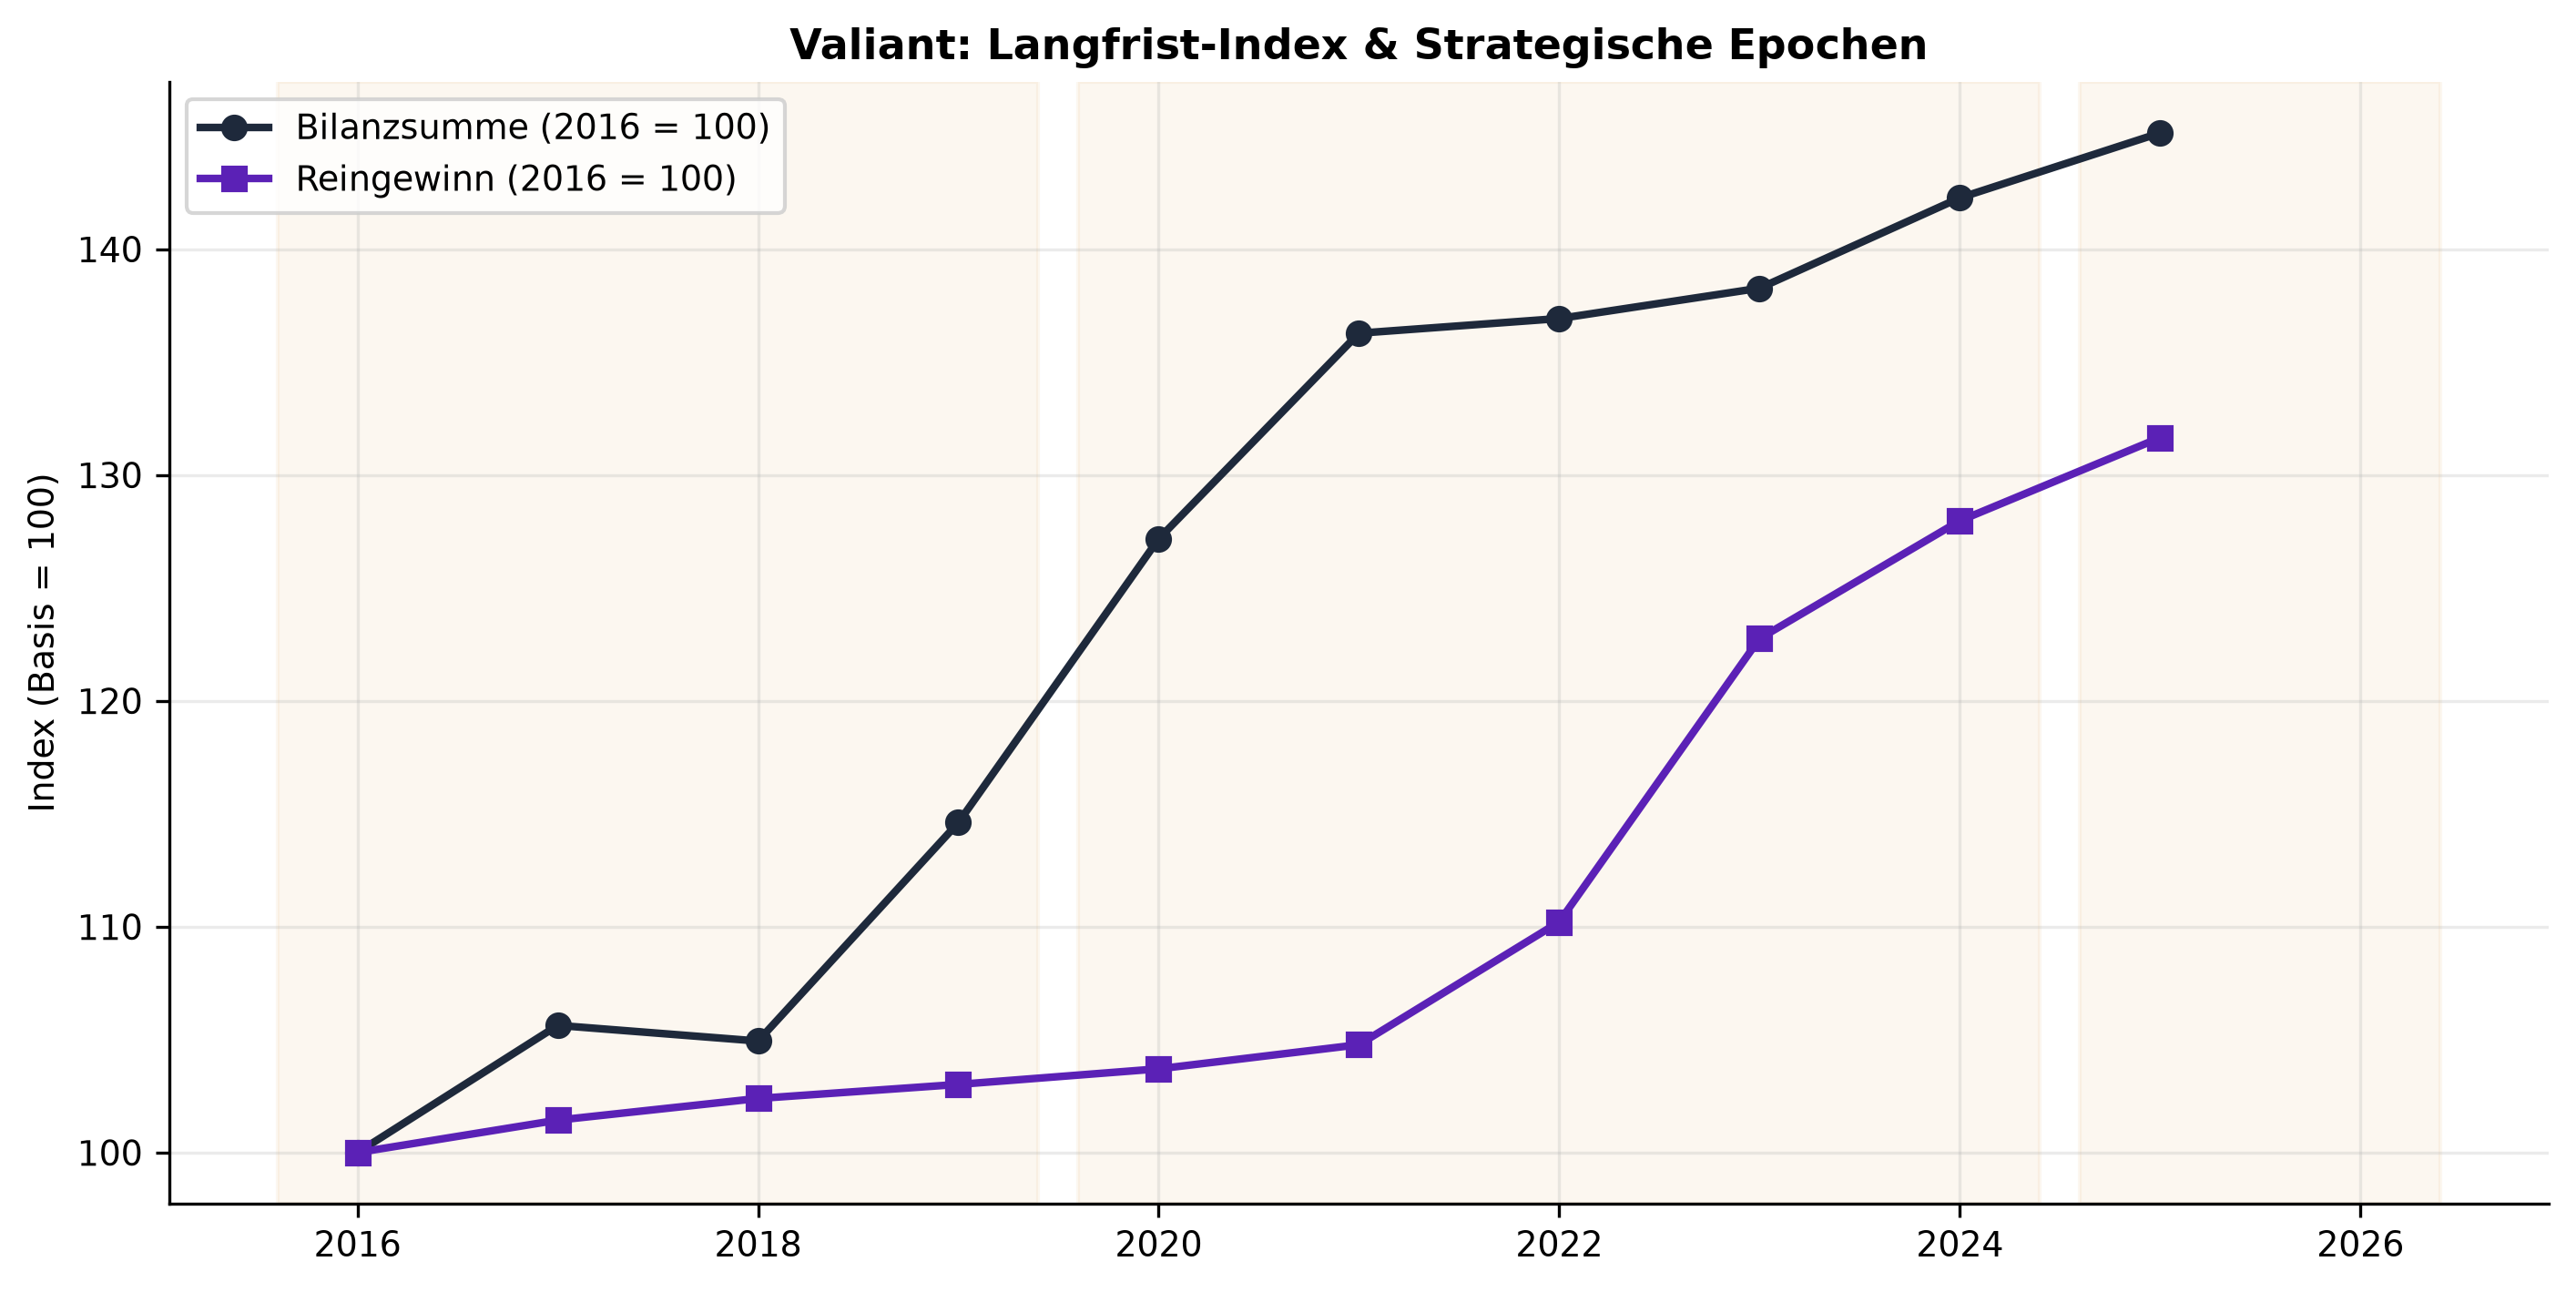 Valiant: Langfrist-Index & Strategische Epochen
Bilanzsumme (2016 = 100)
Reingewinn (2016 = 100)
Index (Basis = 100)
140
130
120
110
100
2016 2018 2020 2022 2024 2026